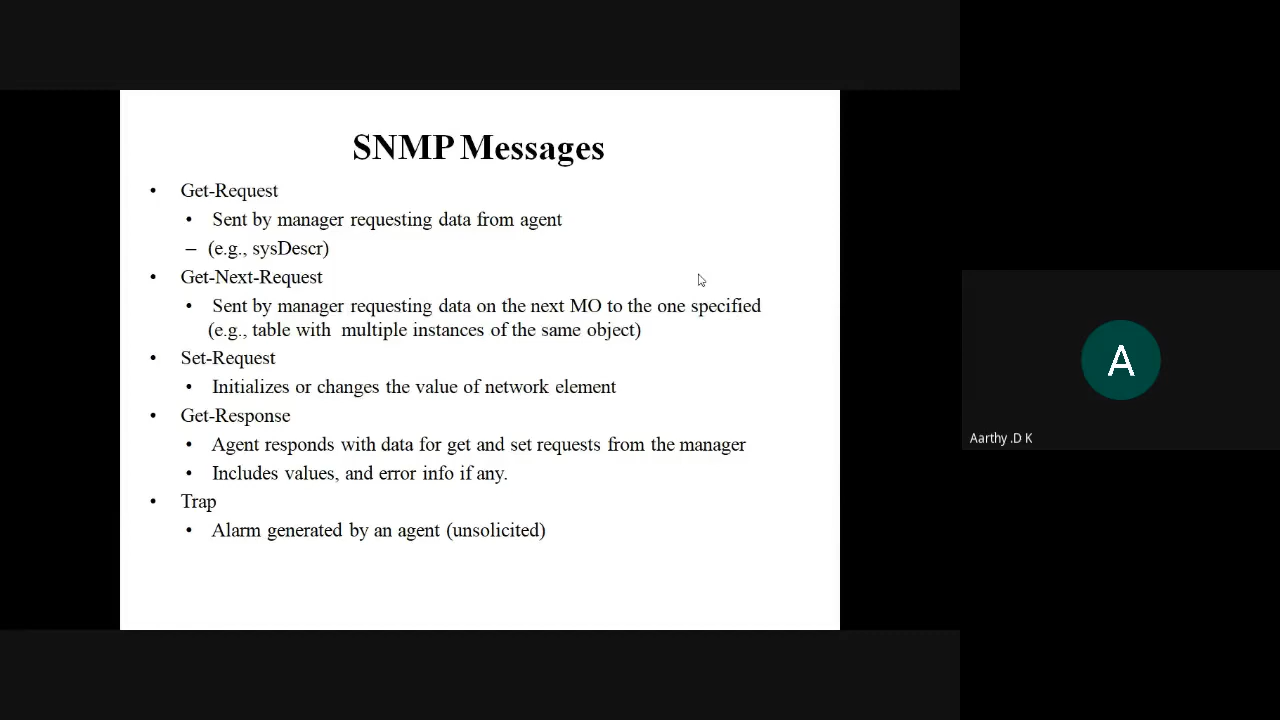 SNMP Messages
• Get-Request
• Sent by manager requesting data from agent
– (e.g., sysDescr)
• Get-Next-Request
• Sent by manager requesting data on the next MO to the one specified
(e.g., table with multiple instances of the same object)
• Set-Request
• Initializes or changes the value of network element
• Get-Response
• Agent responds with data for get and set requests from the manager
• Includes values, and error info if any.
• Trap
• Alarm generated by an agent (unsolicited)
A
Aarthy .D K